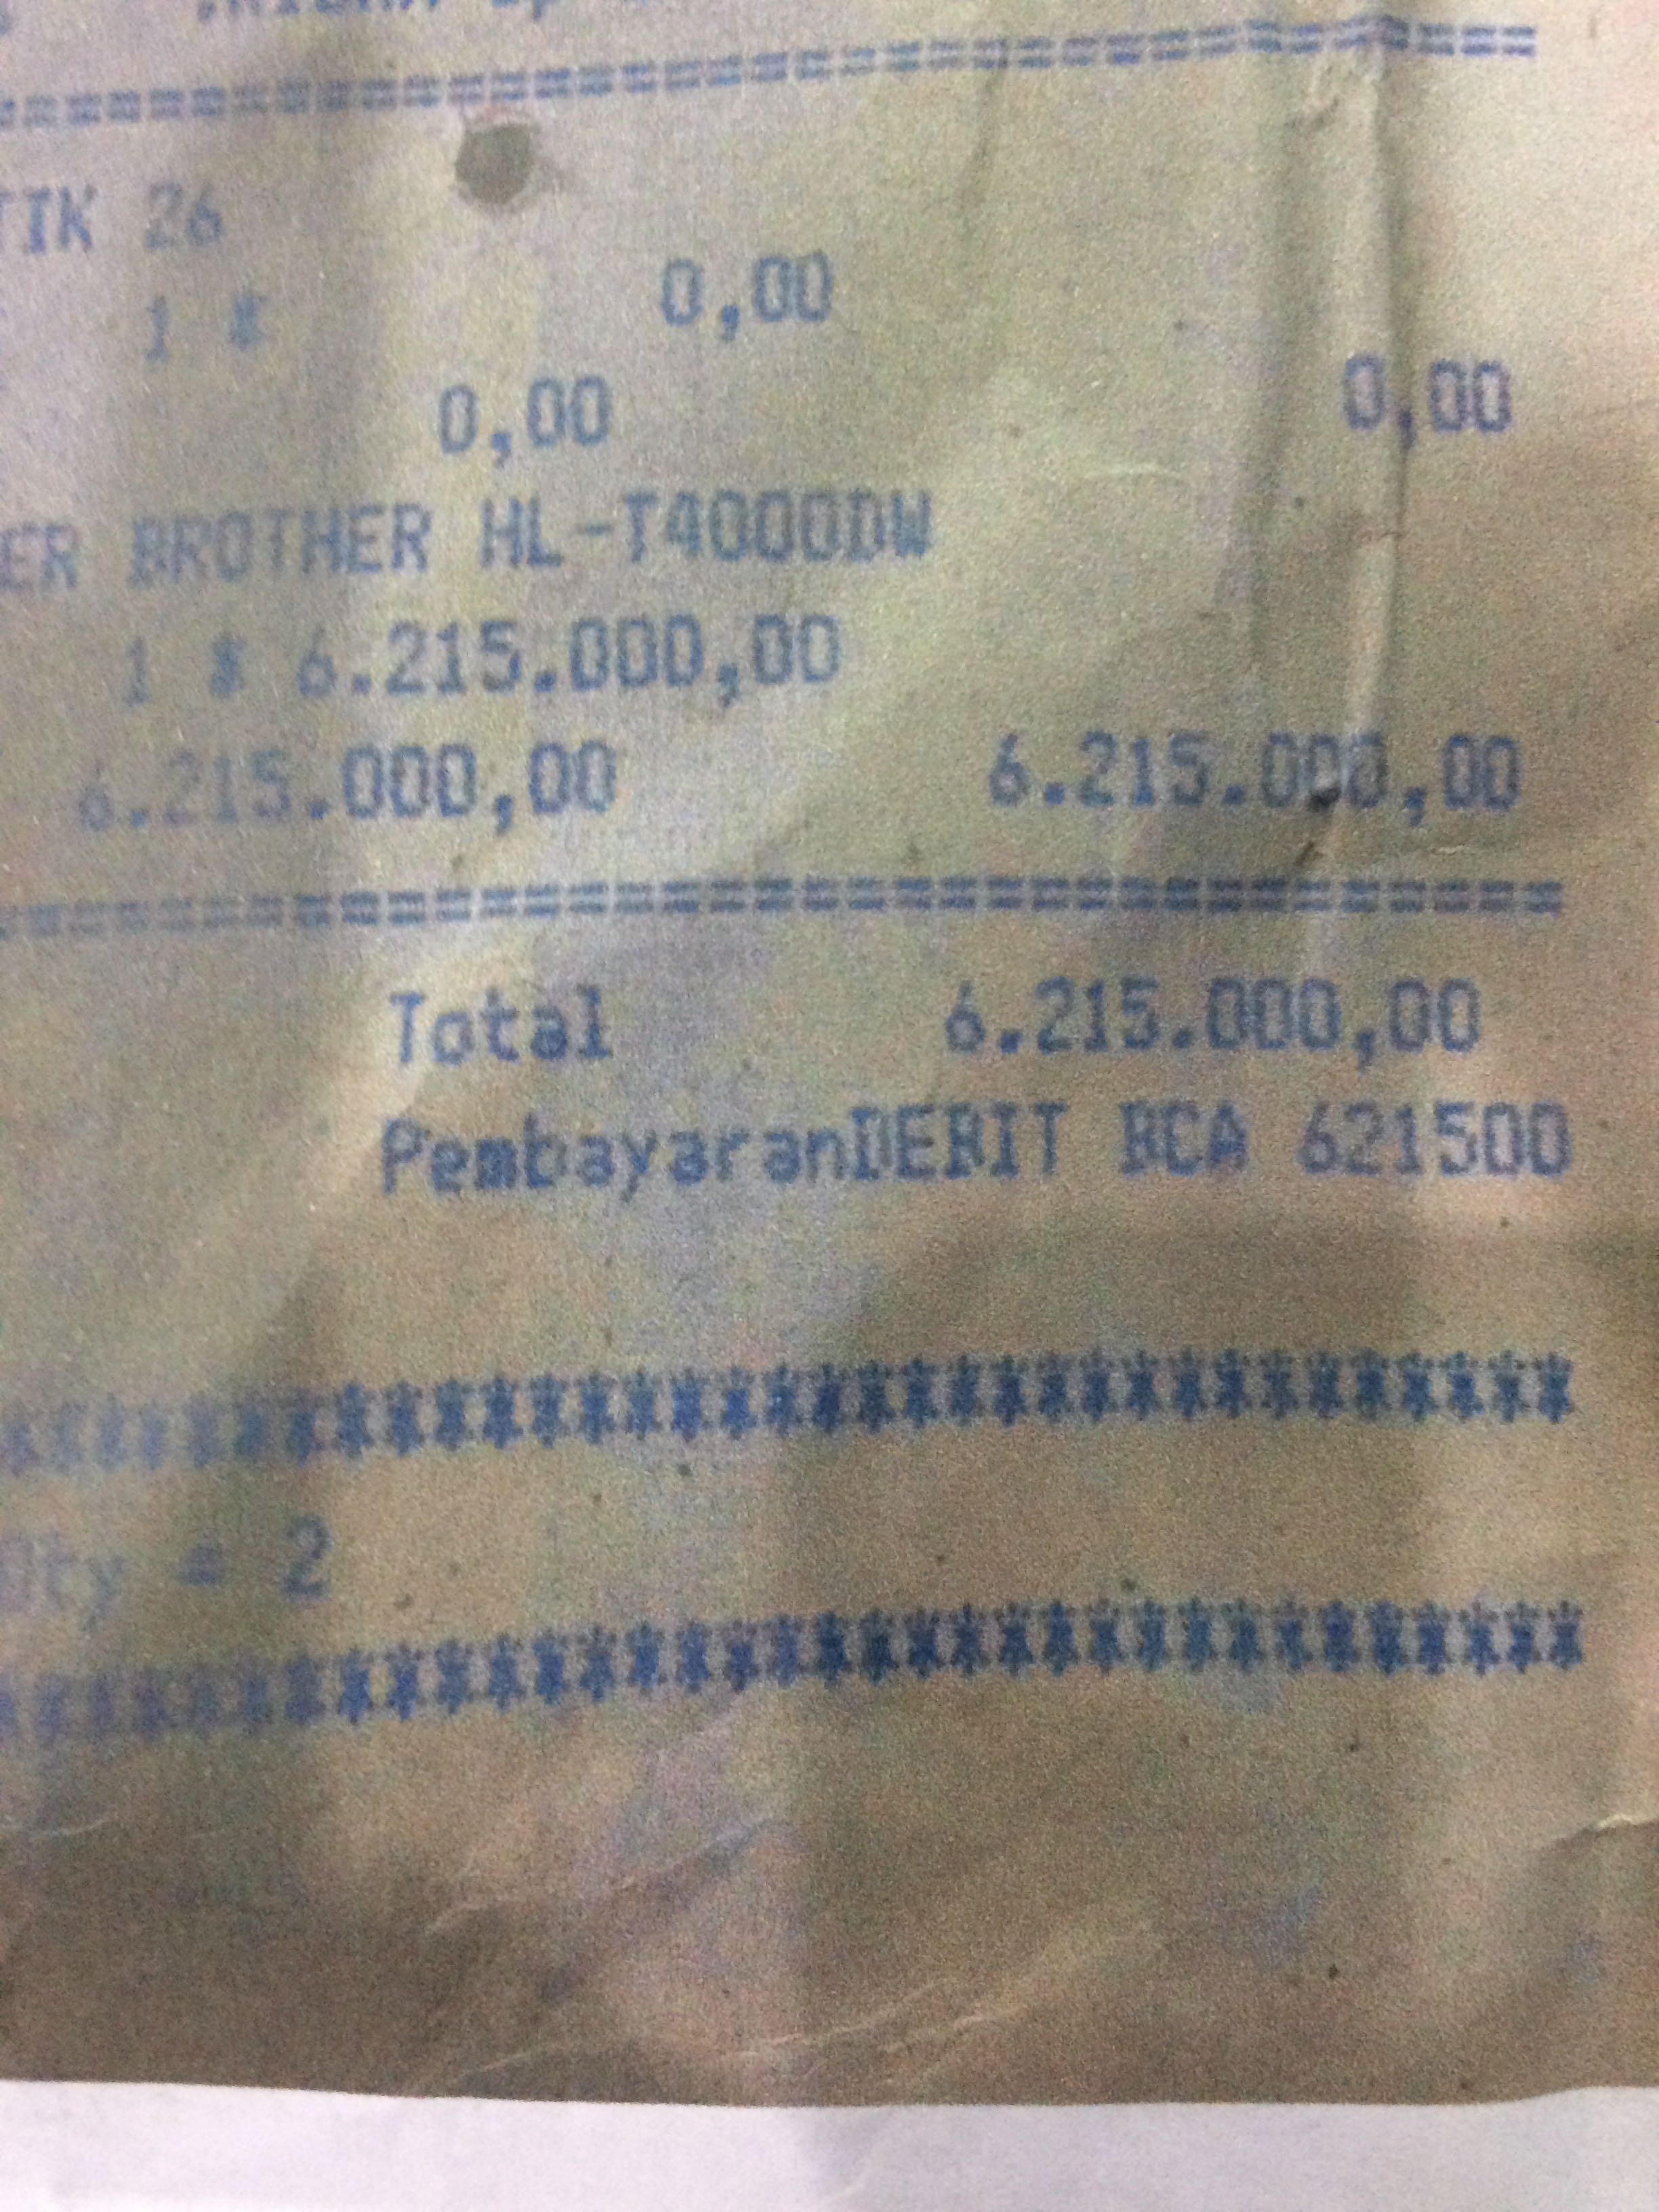 ==================================
TIK 26
1 * 0,00
0,00 0,00
ER BROTHER HL-T4000DW
1 * 6.215.000,00
6.215.000,00 6.215.000,00
==================================
Total 6.215.000,00
PembayaranDEBIT BCA 621500
***********************************
Qty = 2
***********************************